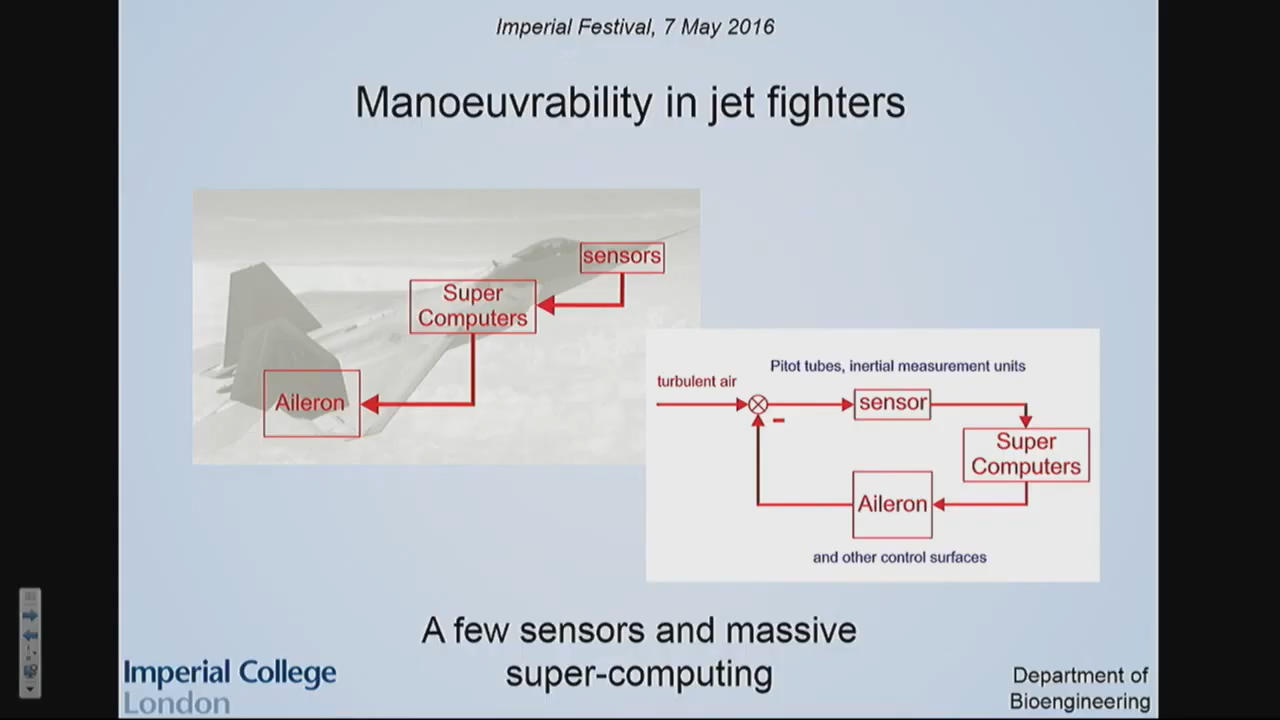 Imperial Festival, 7 May 2016
Manoeuvrability in jet fighters
sensors
Super
Computers
Aileron
Pitot tubes, inertial measurement units
turbulent air
sensor
Super
Computers
Aileron
and other control surfaces
A few sensors and massive
super-computing
Imperial College
London
Department of
Bioengineering